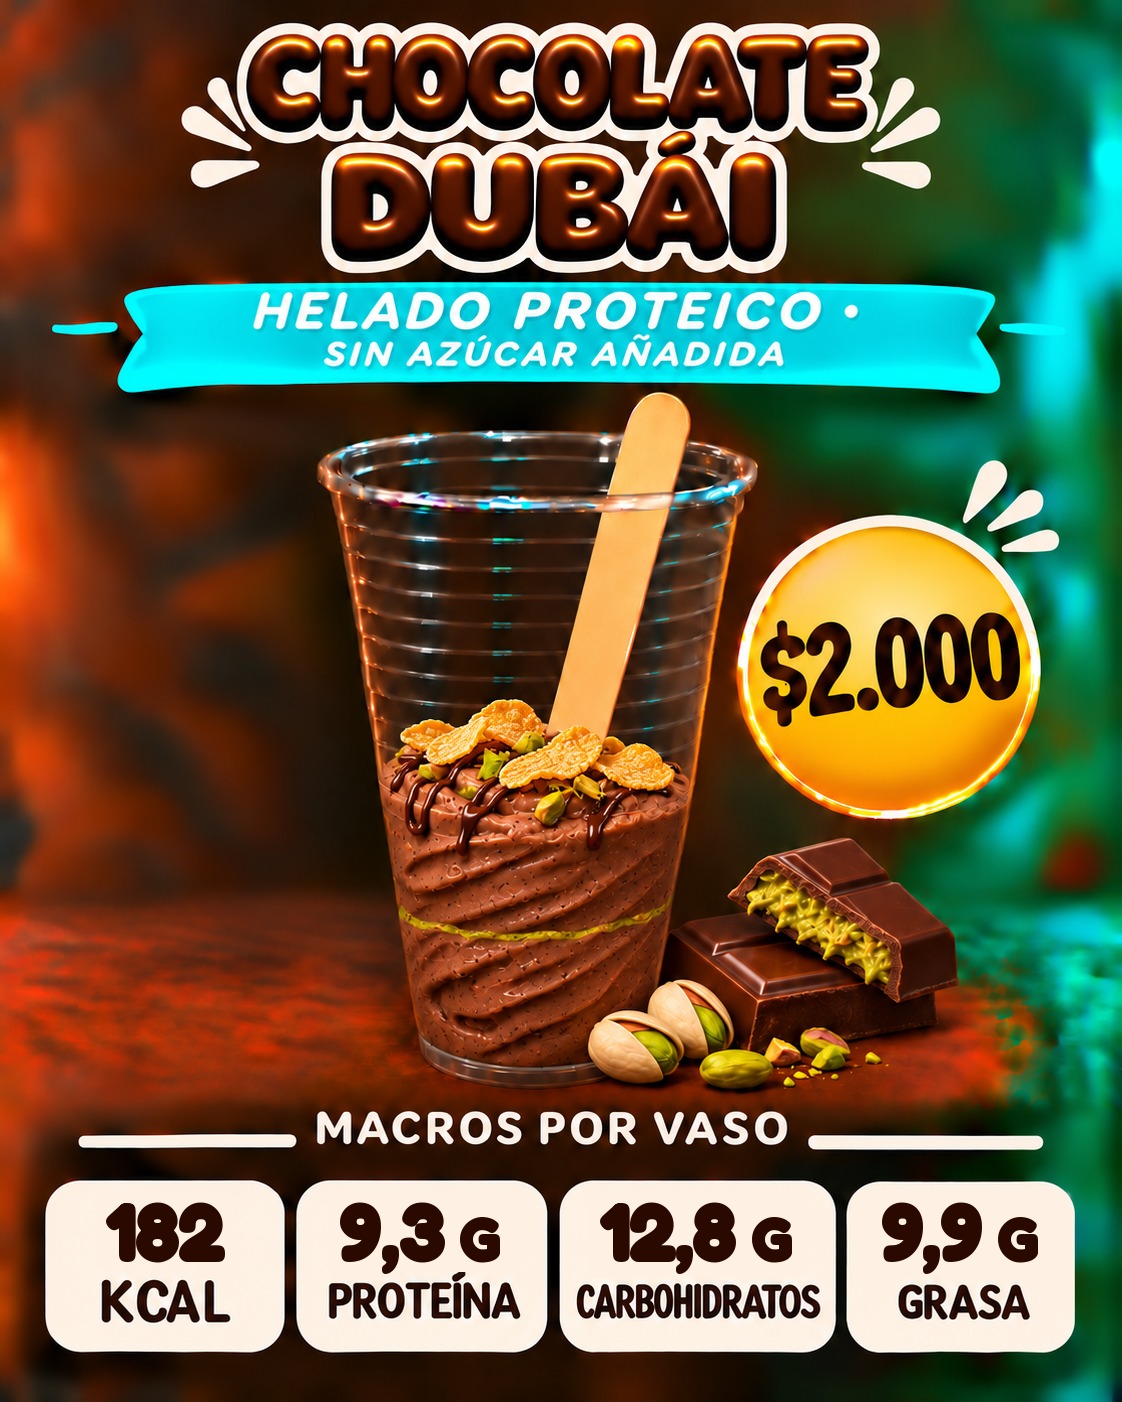 CHOCOLATE
DUBÁI
HELADO PROTEICO •
SIN AZÚCAR AÑADIDA
$2.000
MACROS POR VASO
182
KCAL
9,3 G
PROTEÍNA
12,8 G
CARBOHIDRATOS
9,9 G
GRASA